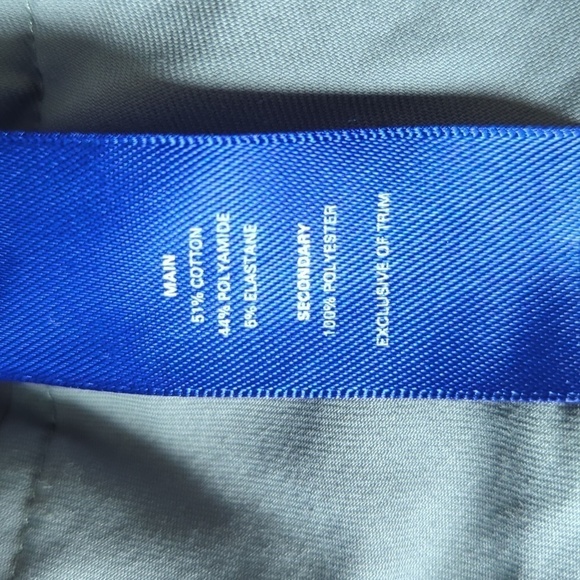 MAIN
51% COTTON
44% POLYAMIDE
5% ELASTANE
SECONDARY
100% POLYESTER
EXCLUSIVE OF TRIM